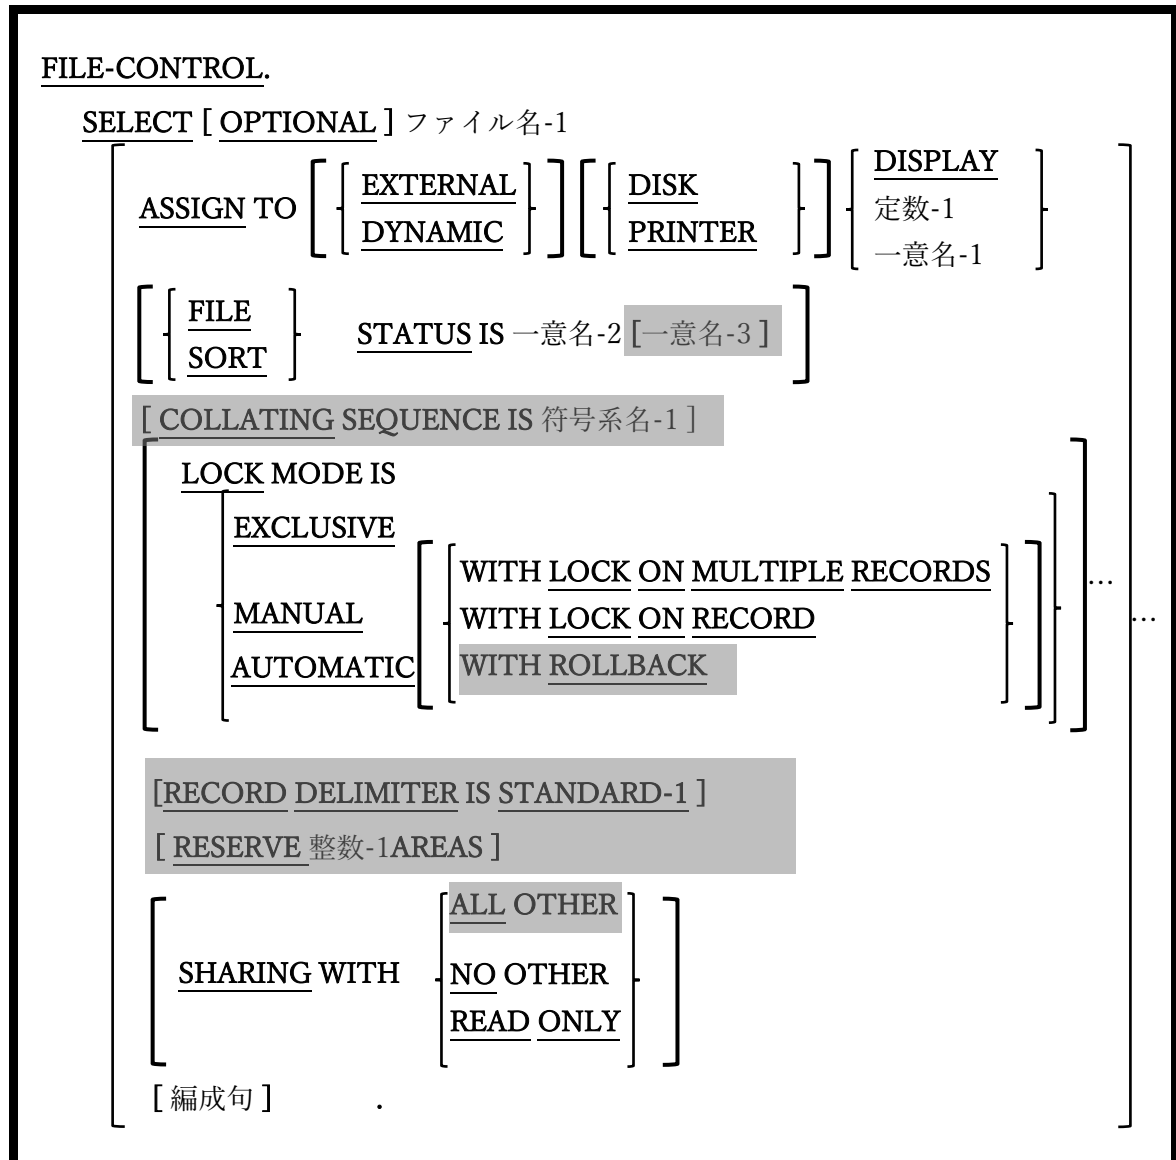 FILE-CONTROL.
SELECT [ OPTIONAL ] ファイル名-1
ASSIGN TO [ { EXTERNAL DYNAMIC } ] [ { DISK PRINTER } ] { DISPLAY 定数-1 一意名-1 }
[ { FILE SORT } STATUS IS 一意名-2 [一意名-3 ] ]
[ COLLATING SEQUENCE IS 符号系名-1 ]
LOCK MODE IS
EXCLUSIVE
MANUAL
AUTOMATIC
WITH LOCK ON MULTIPLE RECORDS
WITH LOCK ON RECORD
WITH ROLLBACK
...
...
[RECORD DELIMITER IS STANDARD-1 ]
[ RESERVE 整数-1AREAS ]
SHARING WITH
ALL OTHER
NO OTHER
READ ONLY
[ 編成句 ] .